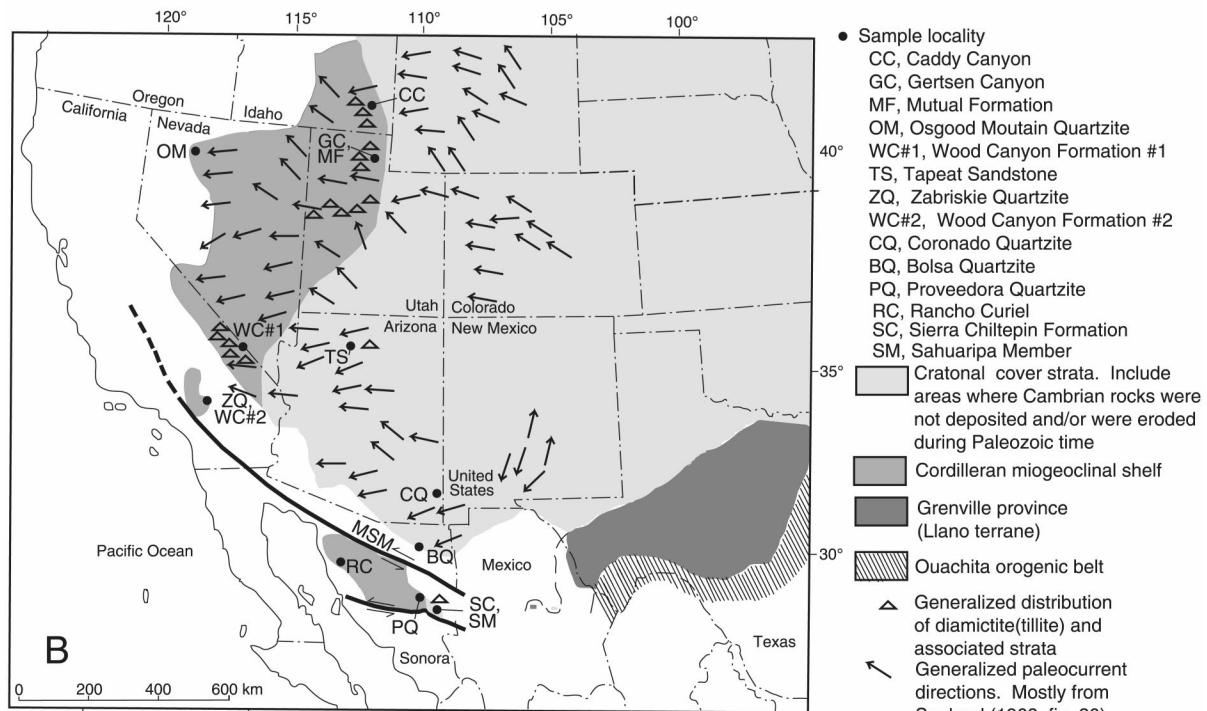 120° 115° 110° 105° 100°
Oregon
California
Nevada
Idaho
CC
OM
GC,
MF
40°
Utah Colorado
Arizona New Mexico
WC#1
TS
35°
ZQ,
WC#2
CQ
United
States
MSM
BQ
Mexico
30°
RC
Pacific Ocean
PQ
SC,
SM
Sonora
Texas
B
0 200 400 600 km
Sample locality
CC, Caddy Canyon
GC, Gertsen Canyon
MF, Mutual Formation
OM, Osgood Moutain Quartzite
WC#1, Wood Canyon Formation #1
TS, Tapeat Sandstone
ZQ, Zabriskie Quartzite
WC#2, Wood Canyon Formation #2
CQ, Coronado Quartzite
BQ, Bolsa Quartzite
PQ, Proveedora Quartzite
RC, Rancho Curiel
SC, Sierra Chiltepin Formation
SM, Sahuaripa Member
Cratonal cover strata. Include
areas where Cambrian rocks were
not deposited and/or were eroded
during Paleozoic time
Cordilleran miogeoclinal shelf
Grenville province
(Llano terrane)
Ouachita orogenic belt
Generalized distribution
of diamictite(tillite) and
associated strata
Generalized paleocurrent
directions. Mostly from